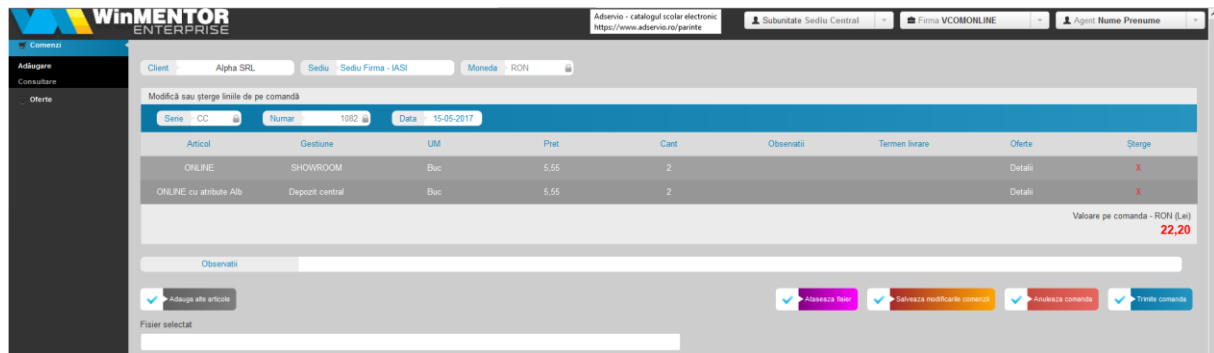 WinMENTOR
ENTERPRISE
Adservio - catalogul scolar electronic
https://www.adservio.ro/parinte
Subunitate Sediu Central
Firma VCOMONLINE
Agent Nume Prenume
Comenzi
Adăugare
Consultare
Oferte
Client Alpha SRL
Sediu Sediu Firma - IASI
Moneda RON
Modifică sau șterge liniile de pe comandă
Serie CC
Numar 1082
Data 15-05-2017
Articol Gestiune UM Pret Cant Observatii Termen livrare Oferte Șterge
ONLINE SHOWROOM Buc 5,55 2 Detalii X
ONLINE cu atribute Alb Depozit central Buc 5,55 2 Detalii X
Valoare pe comanda - RON (Lei)
22,20
Observatii
Adauga alte articole
Ataseaza fisier
Salveaza modificarile comenzii
Anuleaza comanda
Trimite comanda
Fisier selectat